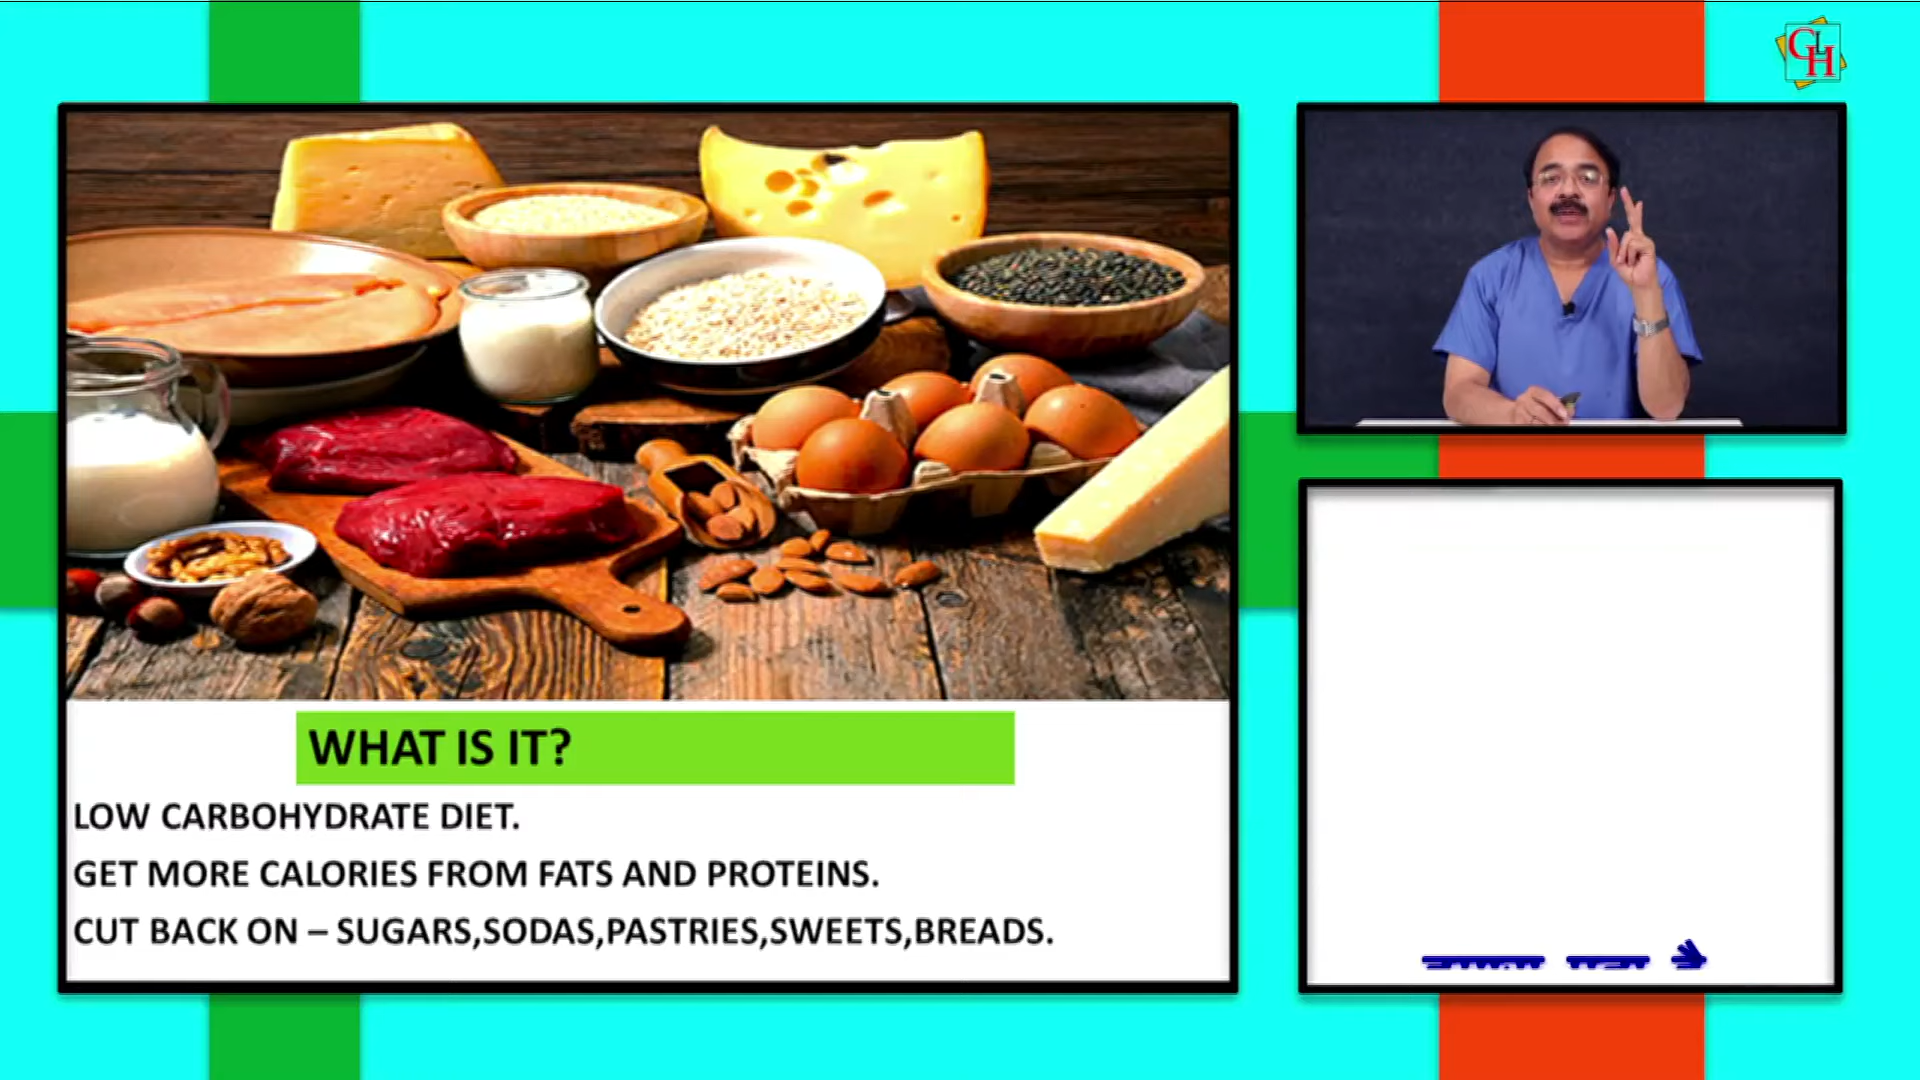 GLH
WHAT IS IT?
LOW CARBOHYDRATE DIET.
GET MORE CALORIES FROM FATS AND PROTEINS.
CUT BACK ON – SUGARS,SODAS,PASTRIES,SWEETS,BREADS.